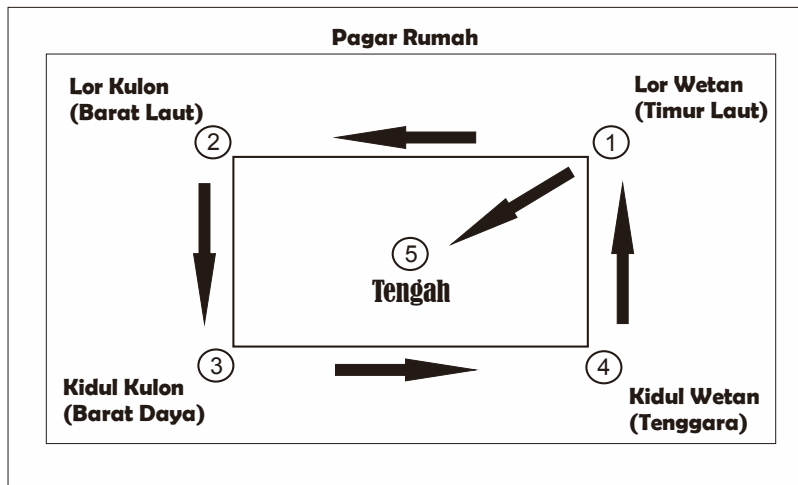 Pagar Rumah
Lor Kulon
(Barat Laut)
2
Lor Wetan
(Timur Laut)
1
5
Tengah
3
Kidul Kulon
(Barat Daya)
4
Kidul Wetan
(Tenggara)